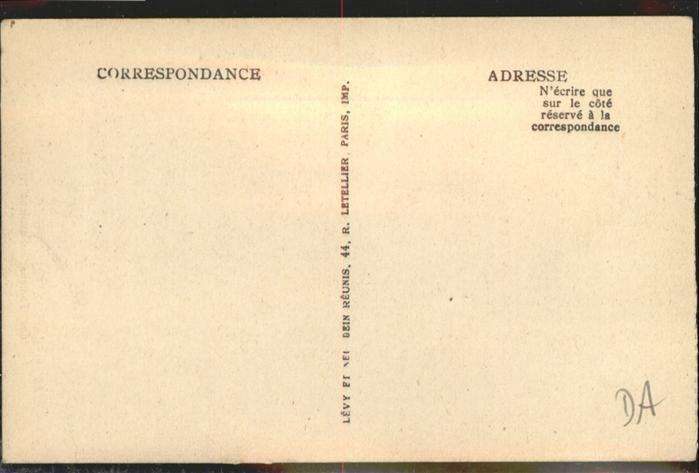 CORRESPONDANCE
LÉVY ET NEURDEIN RÉUNIS, 44, R. LETELLIER, PARIS, IMP.
ADRESSE
N'écrire que
sur le côté
réservé à la
correspondance
DA